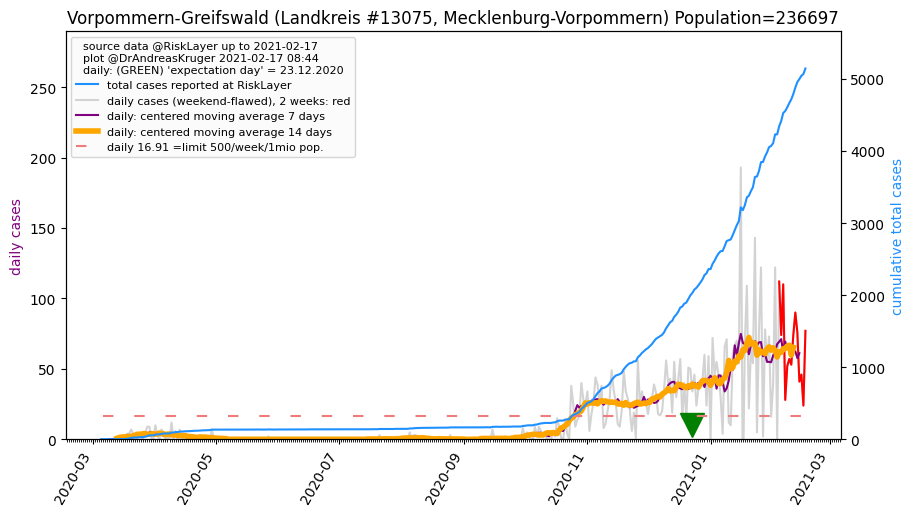 Vorpommern-Greifswald (Landkreis #13075, Mecklenburg-Vorpommern) Population=236697
source data @RiskLayer up to 2021-02-17
plot @DrAndreasKruger 2021-02-17 08:44
daily: (GREEN) 'expectation day' = 23.12.2020
total cases reported at RiskLayer
daily cases (weekend-flawed), 2 weeks: red
daily: centered moving average 7 days
daily: centered moving average 14 days
daily 16.91 =limit 500/week/1mio pop.
daily cases
250
200
150
100
50
0
cumulative total cases
5000
4000
3000
2000
1000
0
2020-03
2020-05
2020-07
2020-09
2020-11
2021-01
2021-03